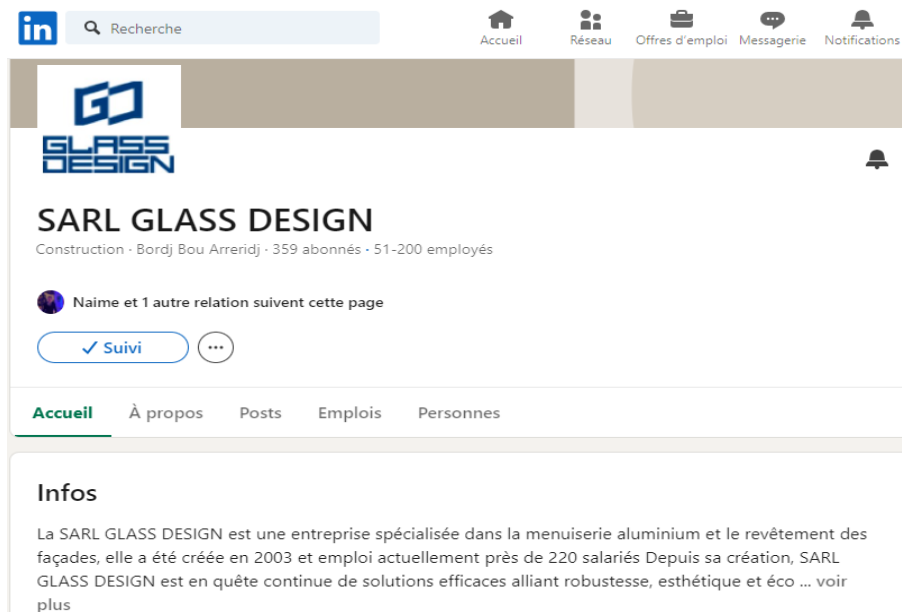 in
Recherche
Accueil
Réseau
Offres d'emploi
Messagerie
Notifications
GLASS
DESIGN
SARL GLASS DESIGN
Construction · Bordj Bou Arreridj · 359 abonnés · 51-200 employés
Naime et 1 autre relation suivent cette page
Suivi
Accueil
À propos
Posts
Emplois
Personnes
Infos
La SARL GLASS DESIGN est une entreprise spécialisée dans la menuiserie aluminium et le revêtement des
façades, elle a été créée en 2003 et emploi actuellement près de 220 salariés Depuis sa création, SARL
GLASS DESIGN est en quête continue de solutions efficaces alliant robustesse, esthétique et éco ... voir
plus